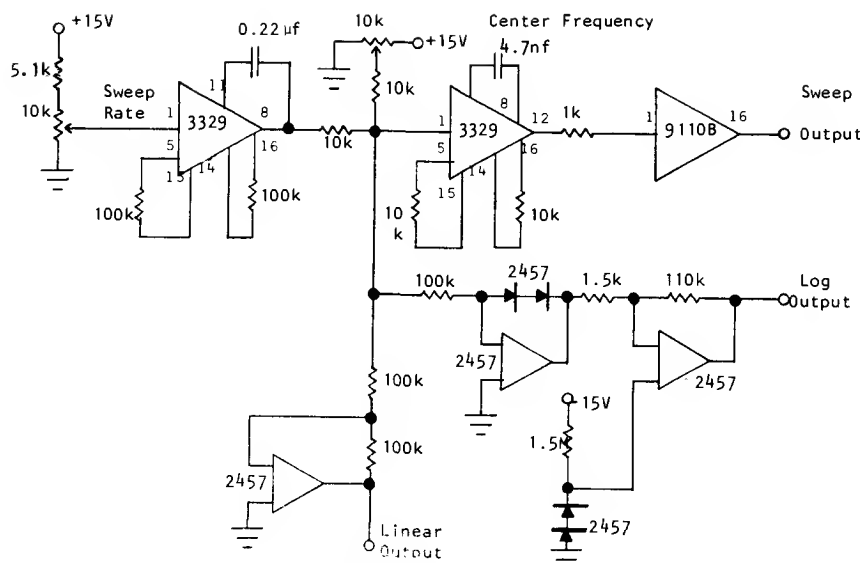 +15V
5.1k
10k
Sweep
Rate
0.22µf
11
1
5
15
14
3329
8
16
100k
100k
10k
10k
+15V
10k
Center Frequency
4.7nf
1
5
15
14
3329
8
12
16
10
k
10k
1k
1
9110B
16
Sweep
Output
100k
2457
1.5k
110k
Log
Output
2457
2457
-15V
1.5M
2457
100k
100k
2457
Linear
Output